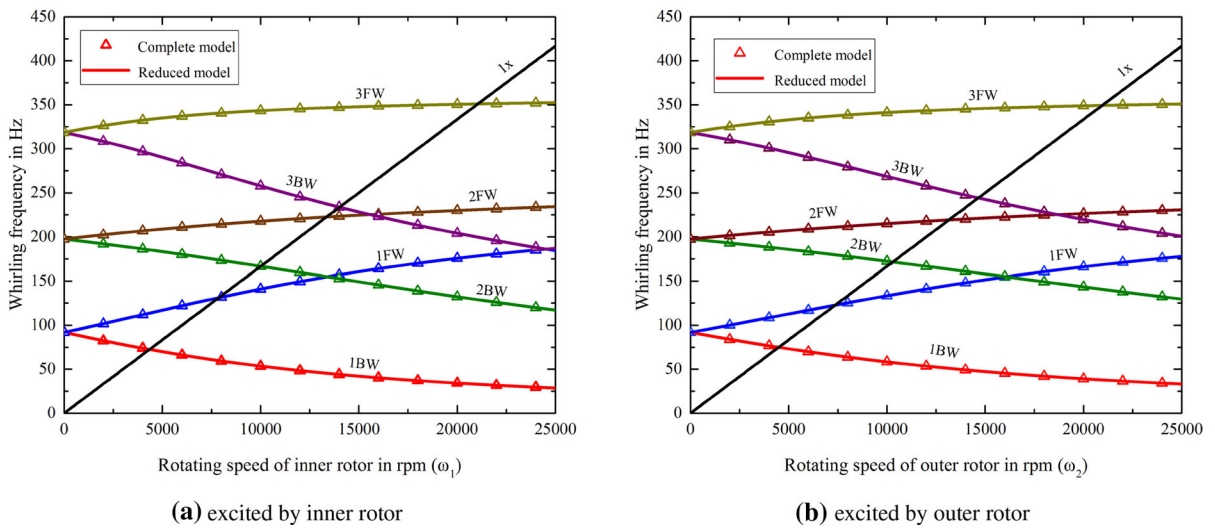 450
400
350
300
250
200
150
100
50
0
Whirling frequency in Hz
Complete model
Reduced model
1x
3FW
3BW
2FW
1FW
2BW
1BW
0 5000 10000 15000 20000 25000
Rotating speed of inner rotor in rpm (ω₁)
(a) excited by inner rotor
450
400
350
300
250
200
150
100
50
0
Whirling frequency in Hz
Complete model
Reduced model
1x
3FW
3BW
2FW
2BW
1FW
1BW
0 5000 10000 15000 20000 25000
Rotating speed of outer rotor in rpm (ω₂)
(b) excited by outer rotor